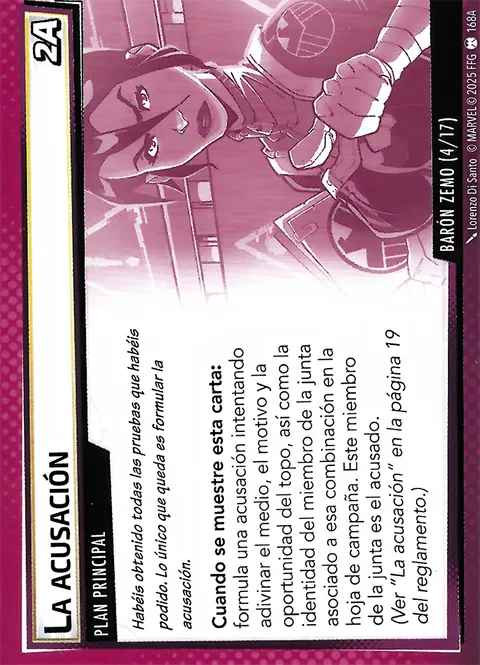 LA ACUSACIÓN
2A
PLAN PRINCIPAL
Habéis obtenido todas las pruebas que habéis
podido. Lo único que queda es formular la
acusación.
Cuando se muestre esta carta:
formula una acusación intentando
adivinar el medio, el motivo y la
oportunidad del topo, así como la
identidad del miembro de la junta
asociado a esa combinación en la
hoja de campaña. Este miembro
de la junta es el acusado.
(Ver "La acusación" en la página 19
del reglamento.)
BARÓN ZEMO (4/17)
Lorenzo Di Santo © MARVEL © 2025 FFG 168A